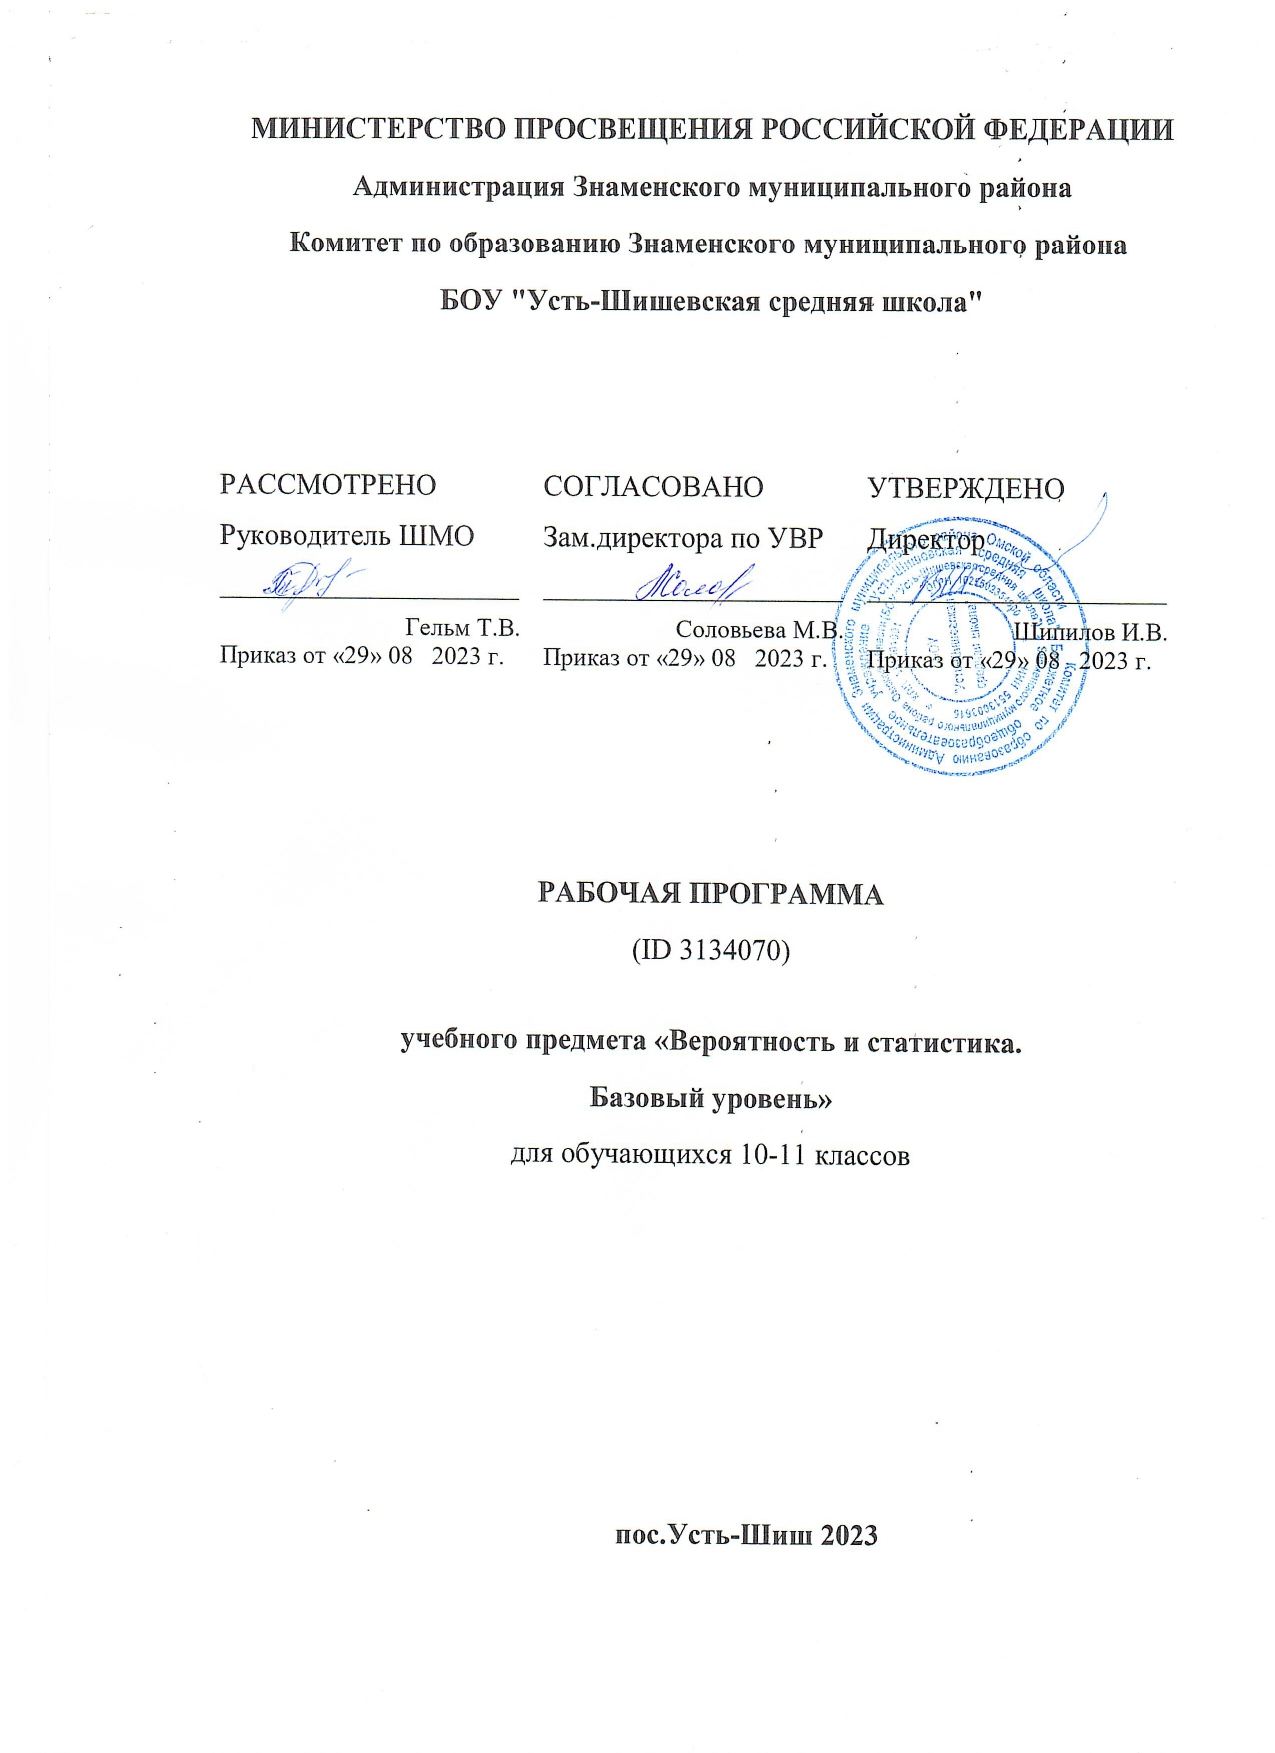 МИНИСТЕРСТВО ПРОСВЕЩЕНИЯ РОССИЙСКОЙ ФЕДЕРАЦИИ
Администрация Знаменского муниципального района
Комитет по образованию Знаменского муниципального района
БОУ "Усть-Шишевская средняя школа"
РАССМОТРЕНО
Руководитель ШМО
Гельм Т.В.
Приказ от «29» 08 2023 г.
СОГЛАСОВАНО
Зам.директора по УВР
Соловьева М.В.
Приказ от «29» 08 2023 г.
УТВЕРЖДЕНО
Директор
Шипилов И.В.
Приказ от «29» 08 2023 г.
РАБОЧАЯ ПРОГРАММА
(ID 3134070)
учебного предмета «Вероятность и статистика.
Базовый уровень»
для обучающихся 10-11 классов
пос.Усть-Шиш 2023